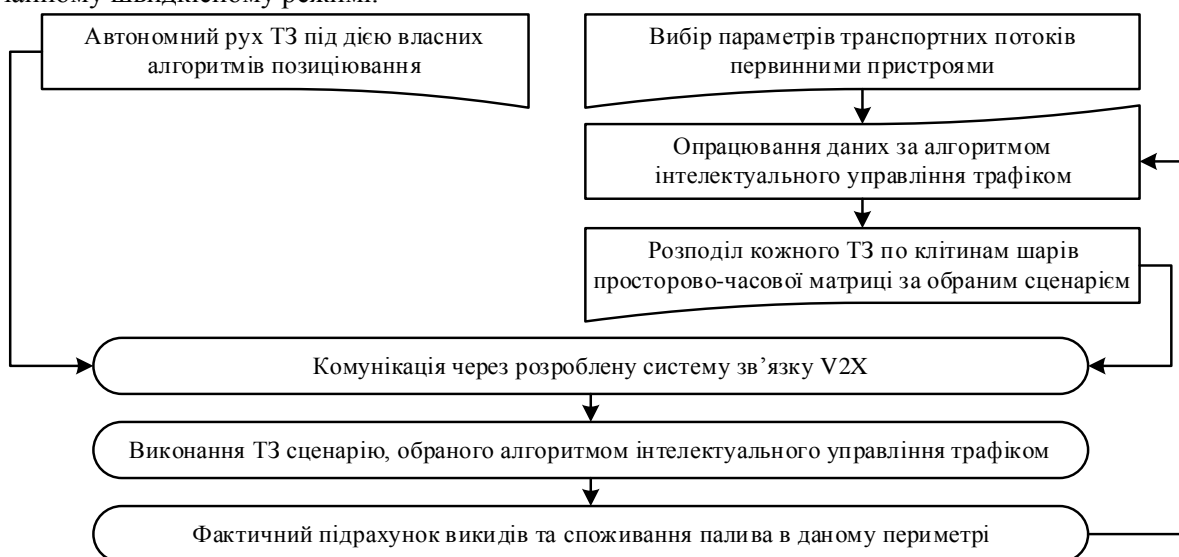 швидкісному режимі.
Автономний рух ТЗ під дією власних
алгоритмів позиціювання
Вибір параметрів транспортних потоків
первинними пристроями
Опрацювання даних за алгоритмом
інтелектуального управління трафіком
Розподіл кожного ТЗ по клітинам шарів
просторово-часової матриці за обраним сценарієм
Комунікація через розроблену систему зв’язку V2X
Виконання ТЗ сценарію, обраного алгоритмом інтелектуального управління трафіком
Фактичний підрахунок викидів та споживання палива в даному периметрі